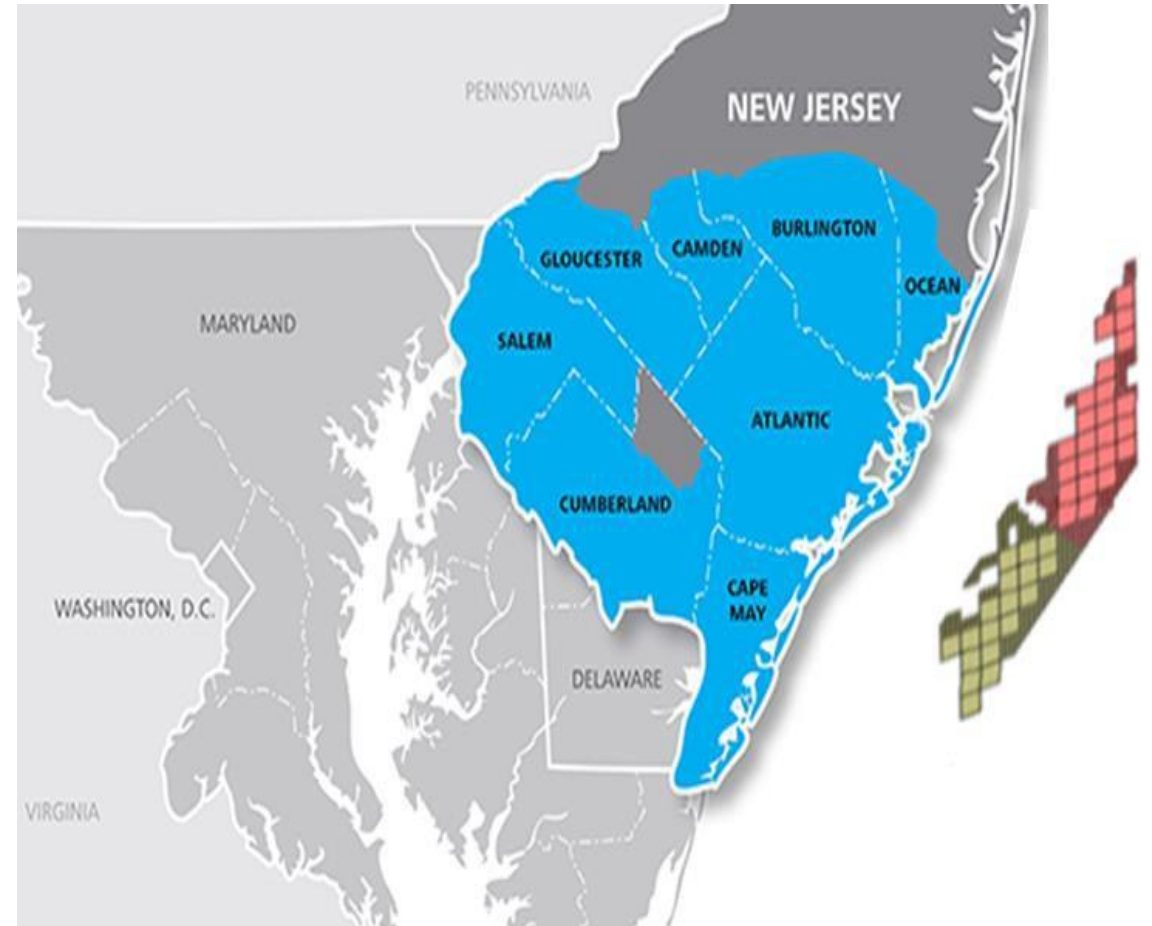 PENNSYLVANIA
NEW JERSEY
BURLINGTON
CAMDEN
GLOUCESTER
OCEAN
MARYLAND
SALEM
ATLANTIC
CUMBERLAND
CAPE
MAY
WASHINGTON, D.C.
DELAWARE
VIRGINIA